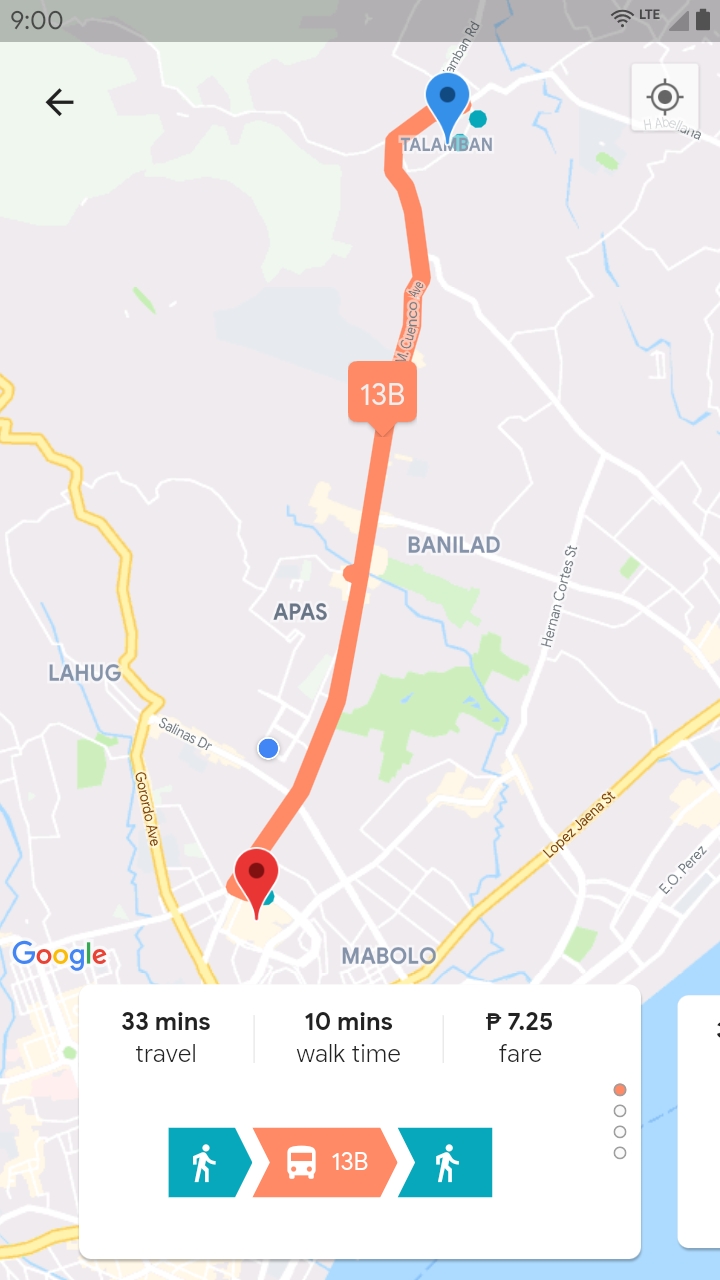 9:00
LTE
amban Rd
H Abellana
TALAMBAN
M. Cuenco Ave
13B
BANILAD
Hernan Cortes St
APAS
LAHUG
Salinas Dr
Gorordo Ave
Lopez Jaena St
E.O. Perez
Google
MABOLO
33 mins
travel
10 mins
walk time
₱ 7.25
fare
13B